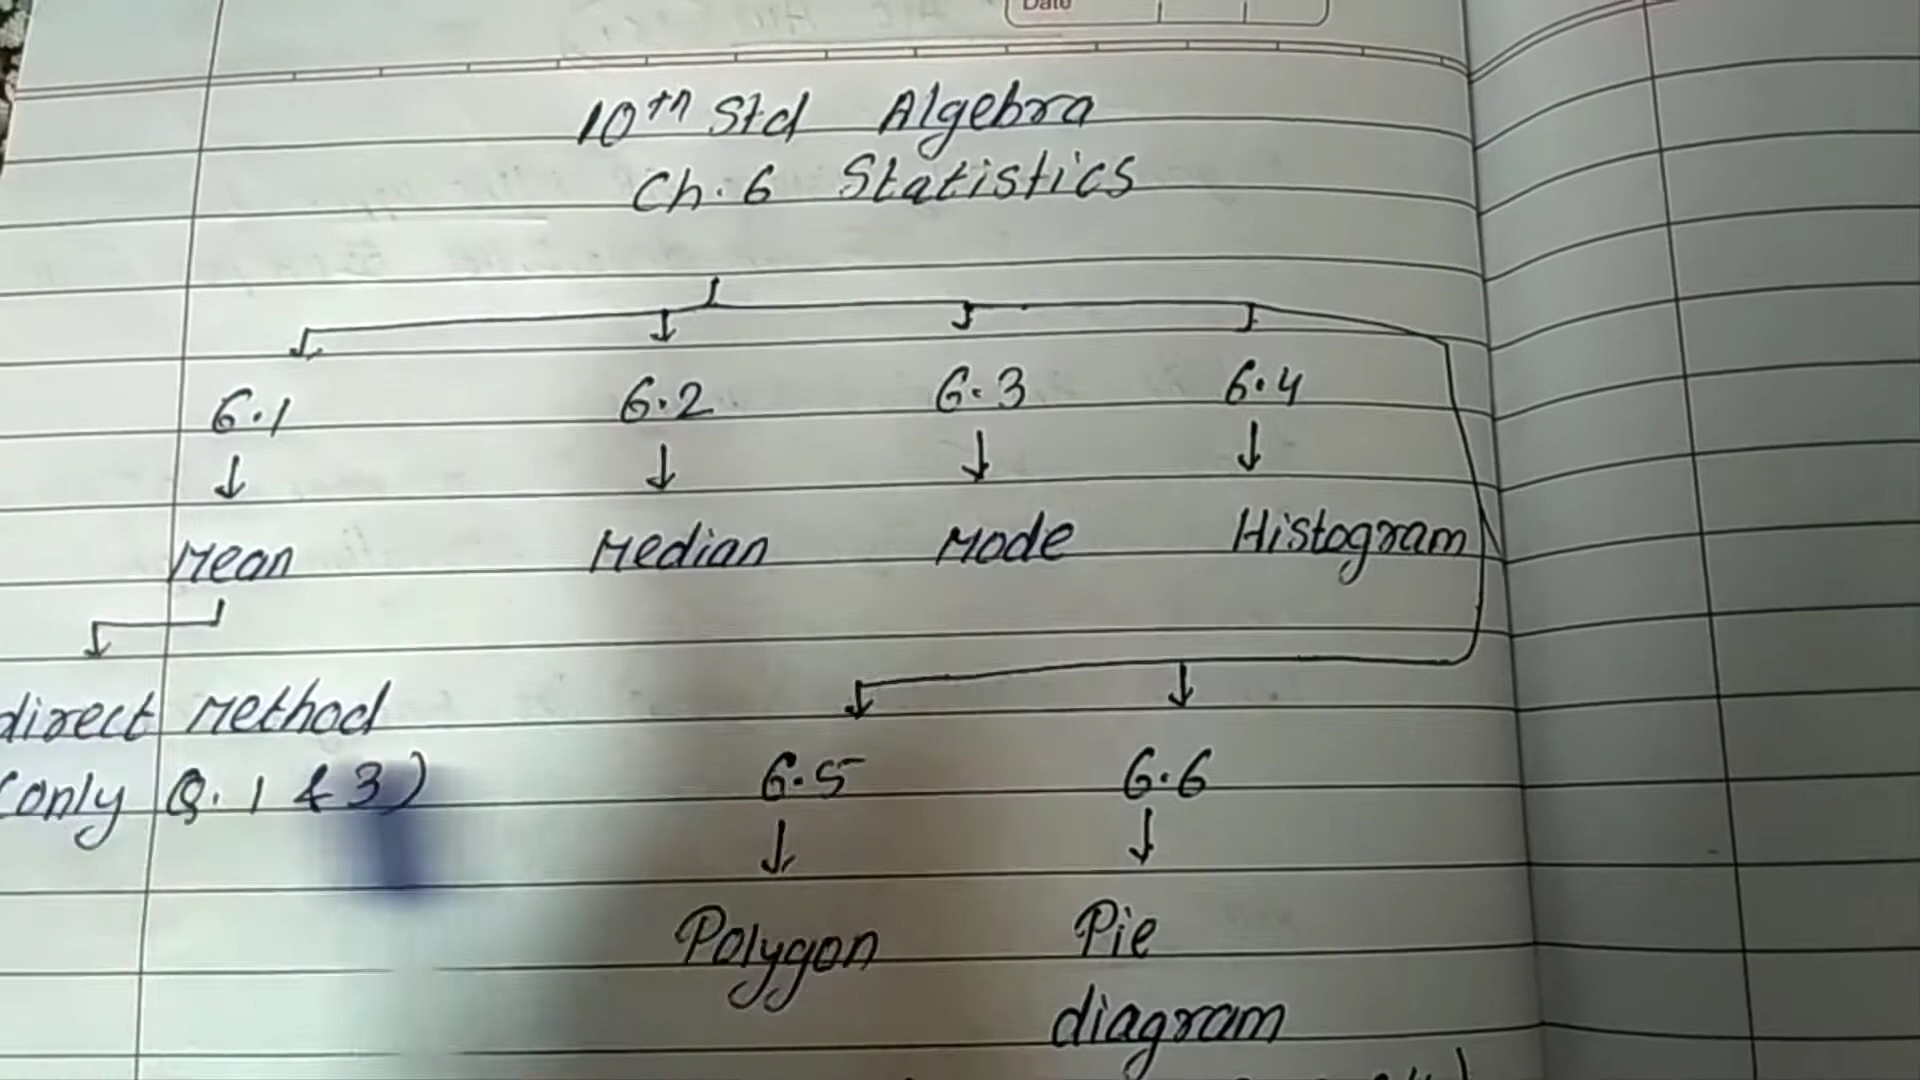 Date
10th Std Algebra
Ch. 6 Statistics
6.1 6.2 6.3 6.4
Mean Median Mode Histogram
direct Method
(only Q. 1 & 3)
6.5 6.6
Polygon Pie
diagram